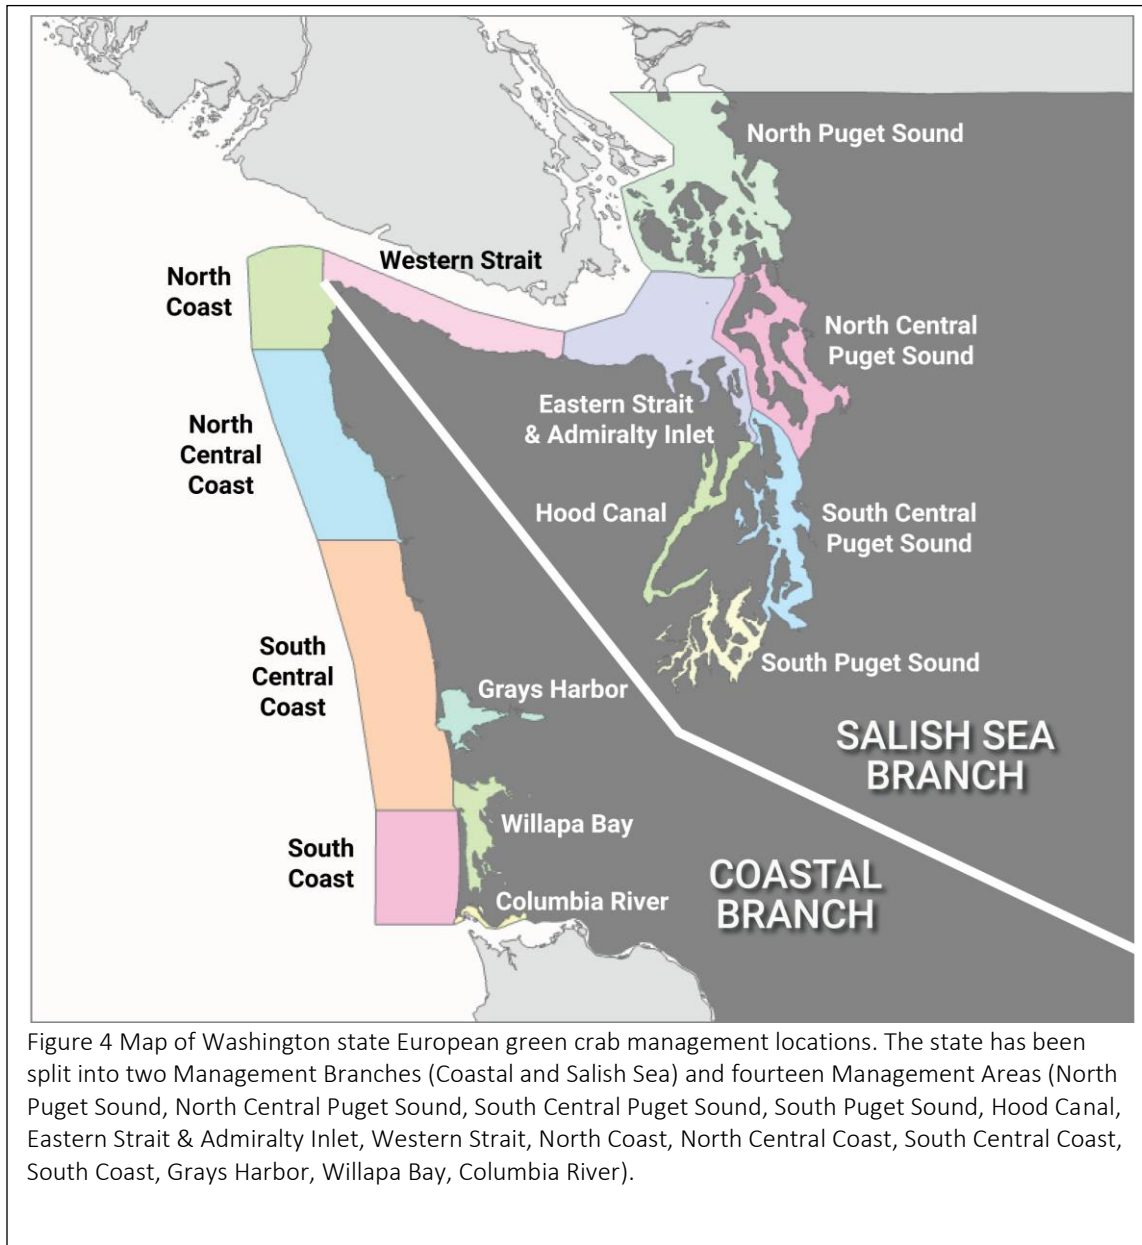 North Puget Sound
Western Strait
North
Coast
North Central
Puget Sound
Eastern Strait
& Admiralty Inlet
North
Central
Coast
Hood Canal
South Central
Puget Sound
South
Central
Coast
South Puget Sound
Grays Harbor
SALISH SEA
BRANCH
Willapa Bay
South
Coast
COASTAL
BRANCH
Columbia River
Figure 4 Map of Washington state European green crab management locations. The state has been
split into two Management Branches (Coastal and Salish Sea) and fourteen Management Areas (North
Puget Sound, North Central Puget Sound, South Central Puget Sound, South Puget Sound, Hood Canal,
Eastern Strait & Admiralty Inlet, Western Strait, North Coast, North Central Coast, South Central Coast,
South Coast, Grays Harbor, Willapa Bay, Columbia River).